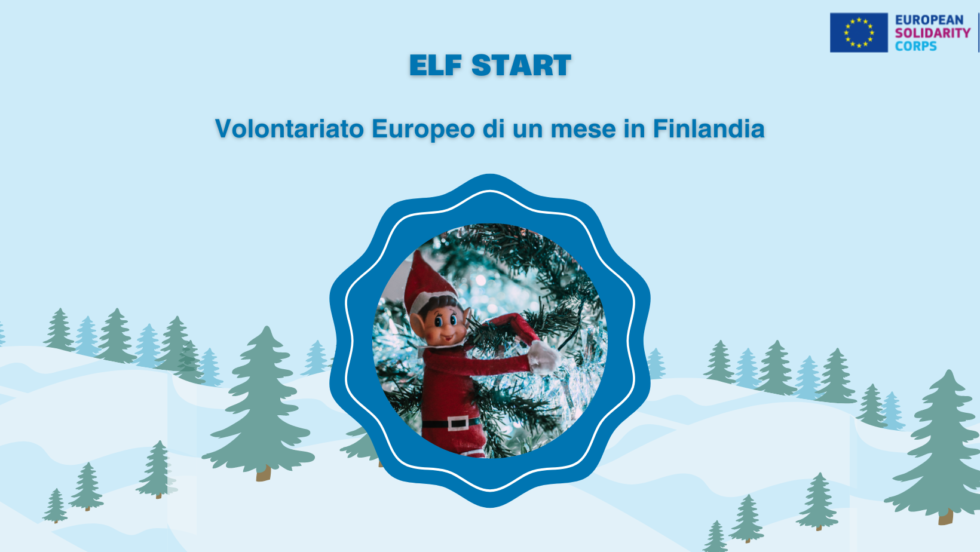 EUROPEAN
SOLIDARITY
CORPS
ELF START
Volontariato Europeo di un mese in Finlandia